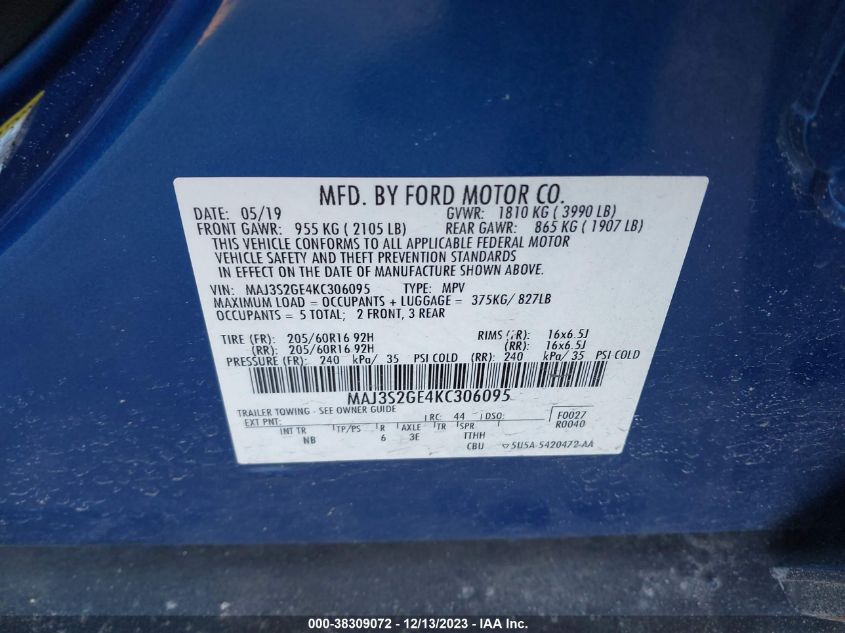 MFD. BY FORD MOTOR CO.
DATE: 05/19 GVWR: 1810 KG ( 3990 LB)
FRONT GAWR: 955 KG ( 2105 LB) REAR GAWR: 865 KG ( 1907 LB)
THIS VEHICLE CONFORMS TO ALL APPLICABLE FEDERAL MOTOR
VEHICLE SAFETY AND THEFT PREVENTION STANDARDS
IN EFFECT ON THE DATE OF MANUFACTURE SHOWN ABOVE.
VIN: MAJ3S2GE4KC306095 TYPE: MPV
MAXIMUM LOAD = OCCUPANTS + LUGGAGE = 375KG/ 827LB
OCCUPANTS = 5 TOTAL; 2 FRONT, 3 REAR
TIRE (FR): 205/60R16 92H RIMS (FR): 16x6.5J
(RR): 205/60R16 92H (RR): 16x6.5J
PRESSURE (FR): 240 kPa/ 35 PSI COLD (RR): 240 kPa/ 35 PSI COLD
MAJ3S2GE4KC306095
TRAILER TOWING - SEE OWNER GUIDE
EXT PNT: RC: 44 DSO: F0027
R0040
INT TR TP/PS R AXLE TR SPR
NB 6 3E TTHH
CBU 5U5A-5420472-AA
000-38309072 - 12/13/2023 - IAA Inc.